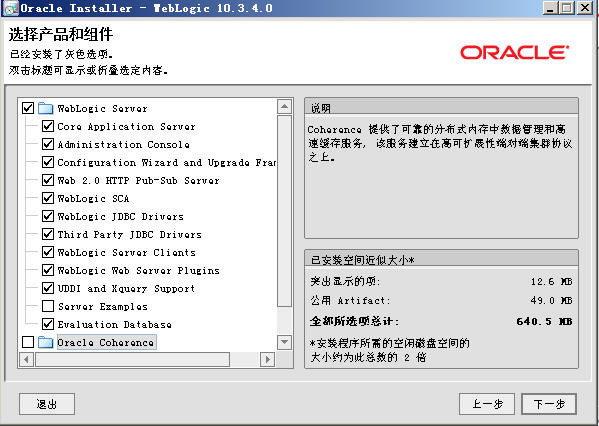 Oracle Installer - WebLogic 10.3.4.0
选择产品和组件
已经安装了灰色选项。
双击标题可显示或折叠选定内容。
ORACLE
WebLogic Server
Core Application Server
Administration Console
Configuration Wizard and Upgrade Fran
Web 2.0 HTTP Pub-Sub Server
WebLogic SCA
WebLogic JDBC Drivers
Third Party JDBC Drivers
WebLogic Server Clients
WebLogic Web Server Plugins
UDDI and Xquery Support
Server Examples
Evaluation Database
Oracle Coherence
说明
Coherence 提供了可靠的分布式内存中数据管理和高
速缓存服务, 该服务建立在高可扩展性端对端集群协议
之上。
已安装空间近似大小*
突出显示的项: 12.6 MB
公用 Artifact: 49.0 MB
全部所选项总计: 640.5 MB
*安装程序所需的空闲磁盘空间的
大小约为此总数的 2 倍
退出
上一步
下一步